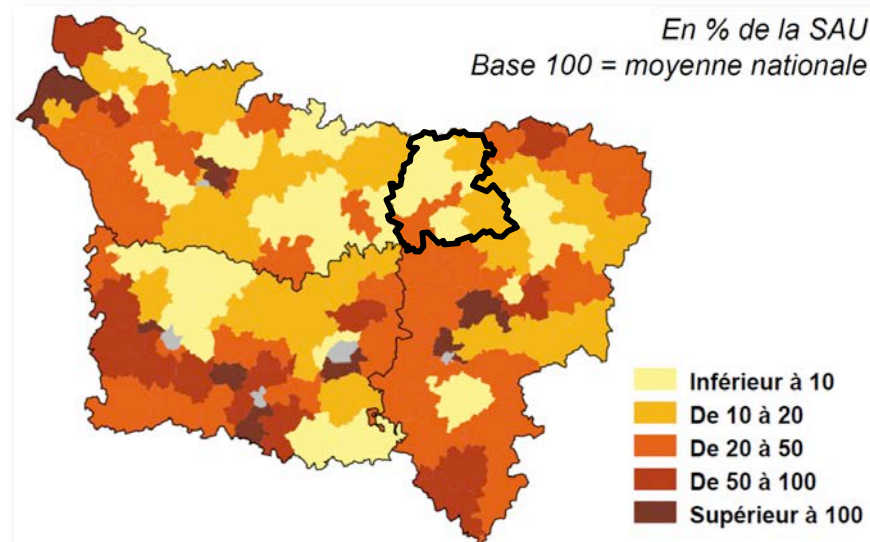 En % de la SAU
Base 100 = moyenne nationale
Inférieur à 10
De 10 à 20
De 20 à 50
De 50 à 100
Supérieur à 100